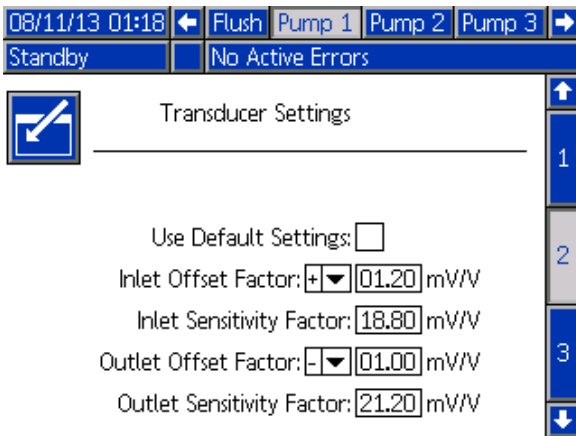 08/11/13 01:18 Flush Pump 1 Pump 2 Pump 3
Standby No Active Errors
Transducer Settings
1
Use Default Settings:
2
Inlet Offset Factor: + 01.20 mV/V
Inlet Sensitivity Factor: 18.80 mV/V
3
Outlet Offset Factor: - 01.00 mV/V
Outlet Sensitivity Factor: 21.20 mV/V